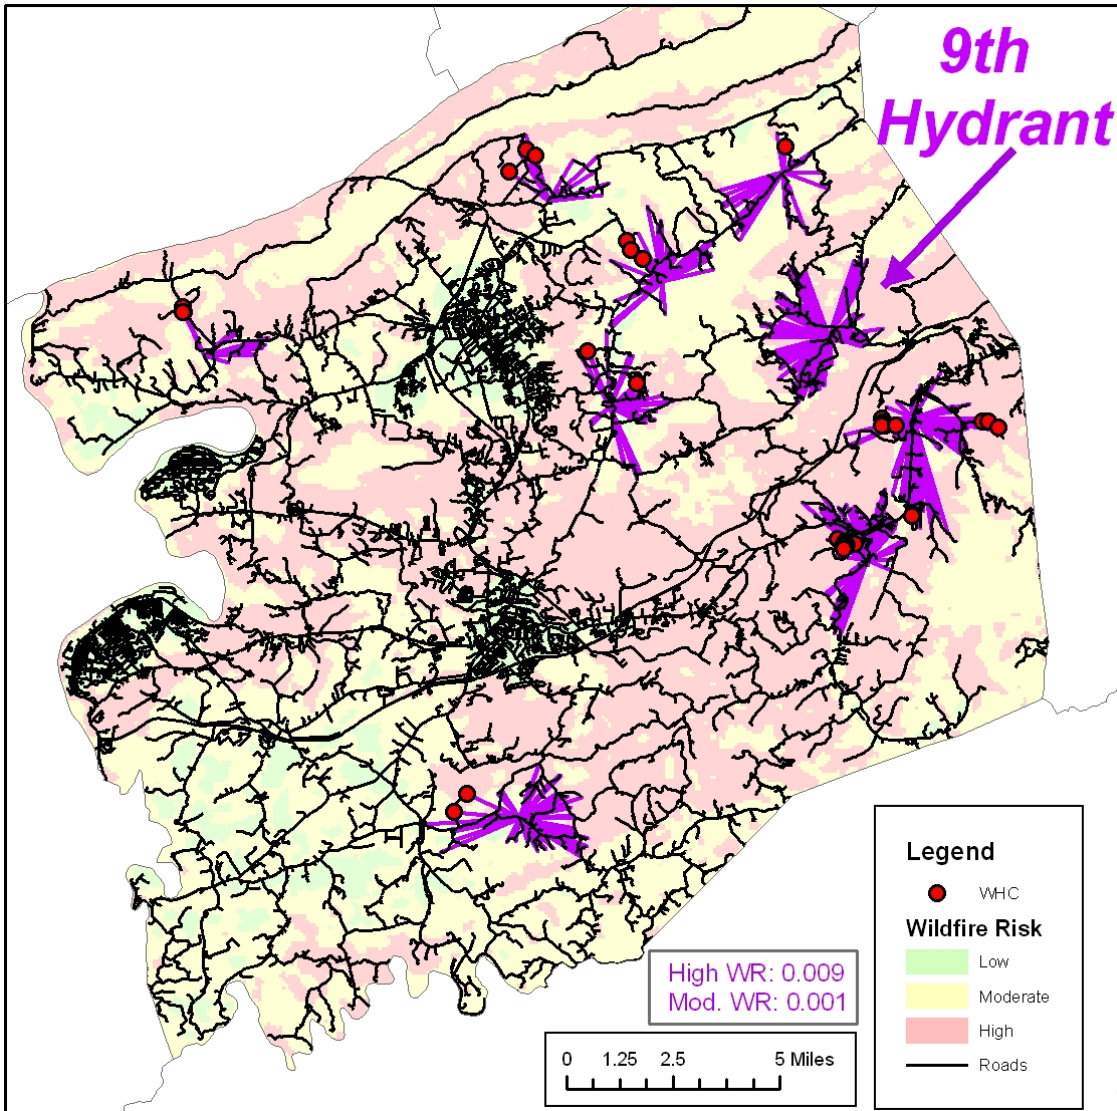 9th
Hydrant
Legend
WHC
Wildfire Risk
Low
Moderate
High
Roads
High WR: 0.009
Mod. WR: 0.001
0 1.25 2.5 5 Miles